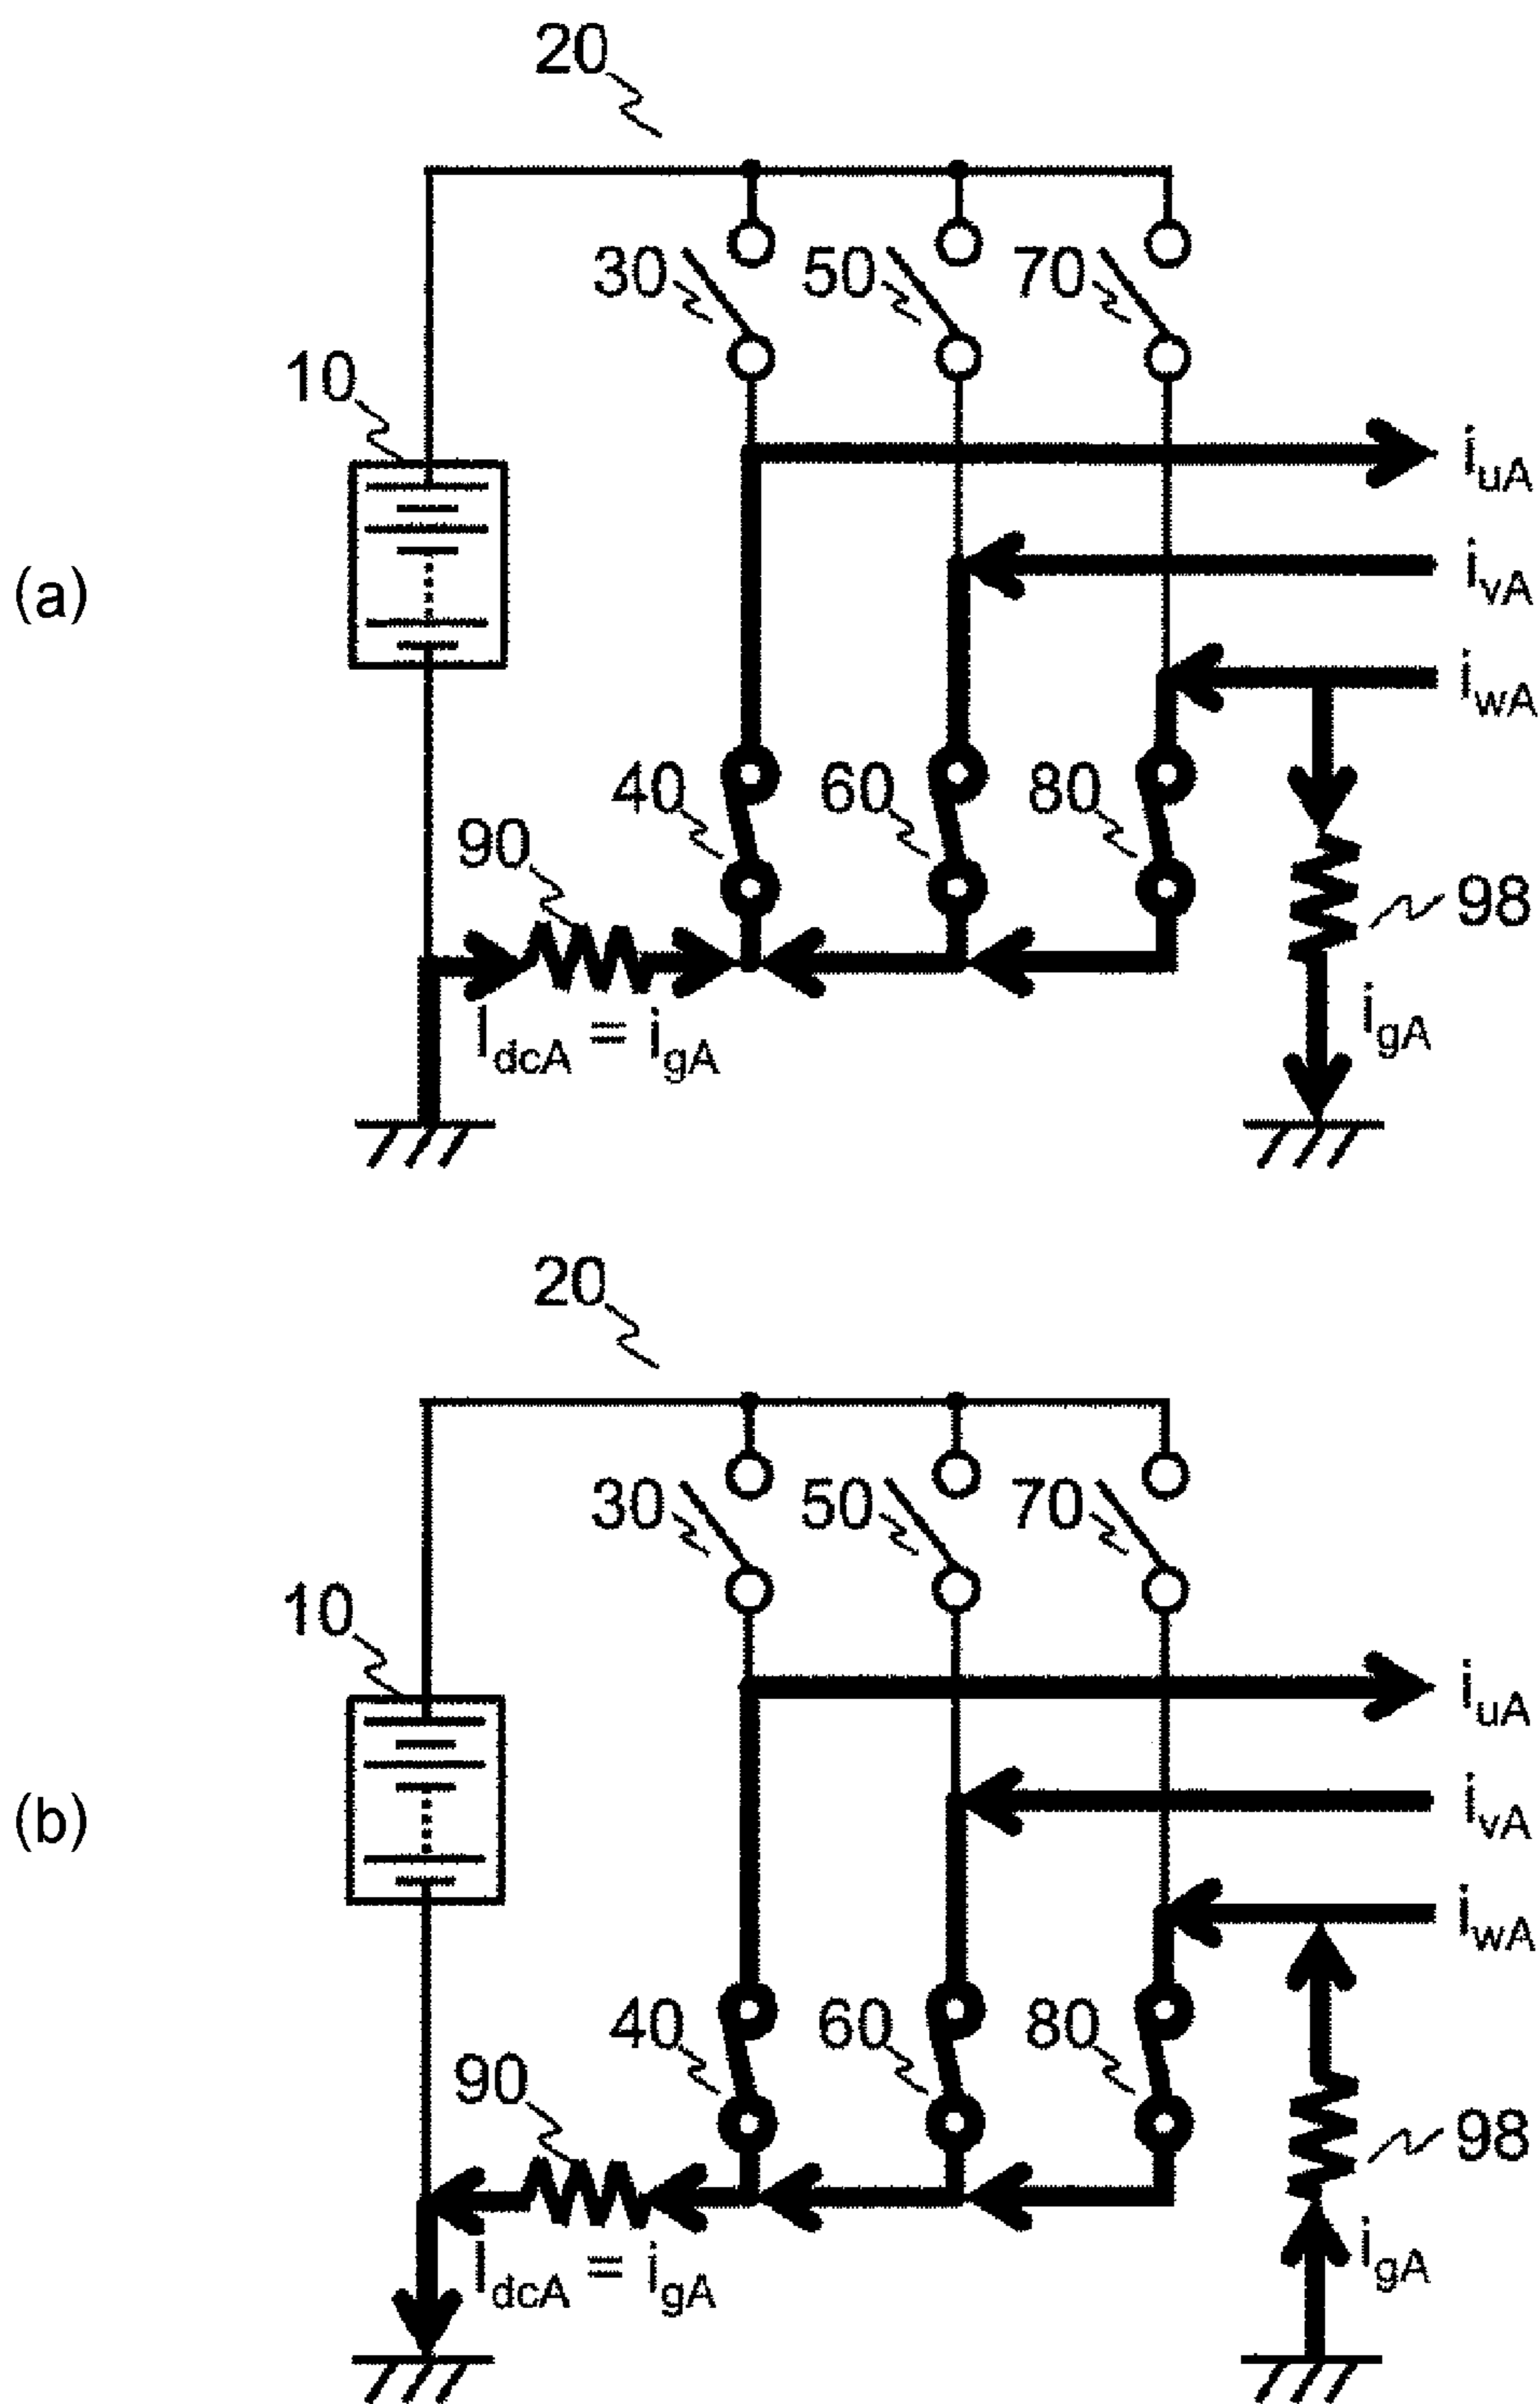 20
30 50 70
10
i_uA
(a)
i_vA
i_wA
40 60 80
90
98
I_dcA = i_gA
i_gA
20
30 50 70
10
i_uA
(b)
i_vA
i_wA
40 60 80
90
98
I_dcA = i_gA
i_gA